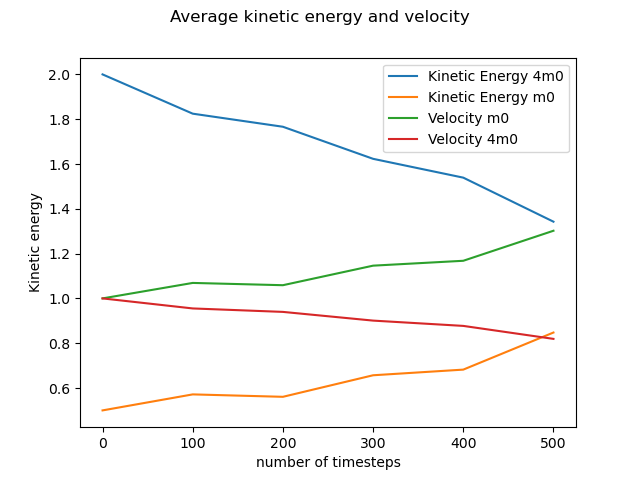 Average kinetic energy and velocity
Kinetic Energy 4m0
Kinetic Energy m0
Velocity m0
Velocity 4m0
Kinetic energy
2.0
1.8
1.6
1.4
1.2
1.0
0.8
0.6
0
100
200
300
400
500
number of timesteps